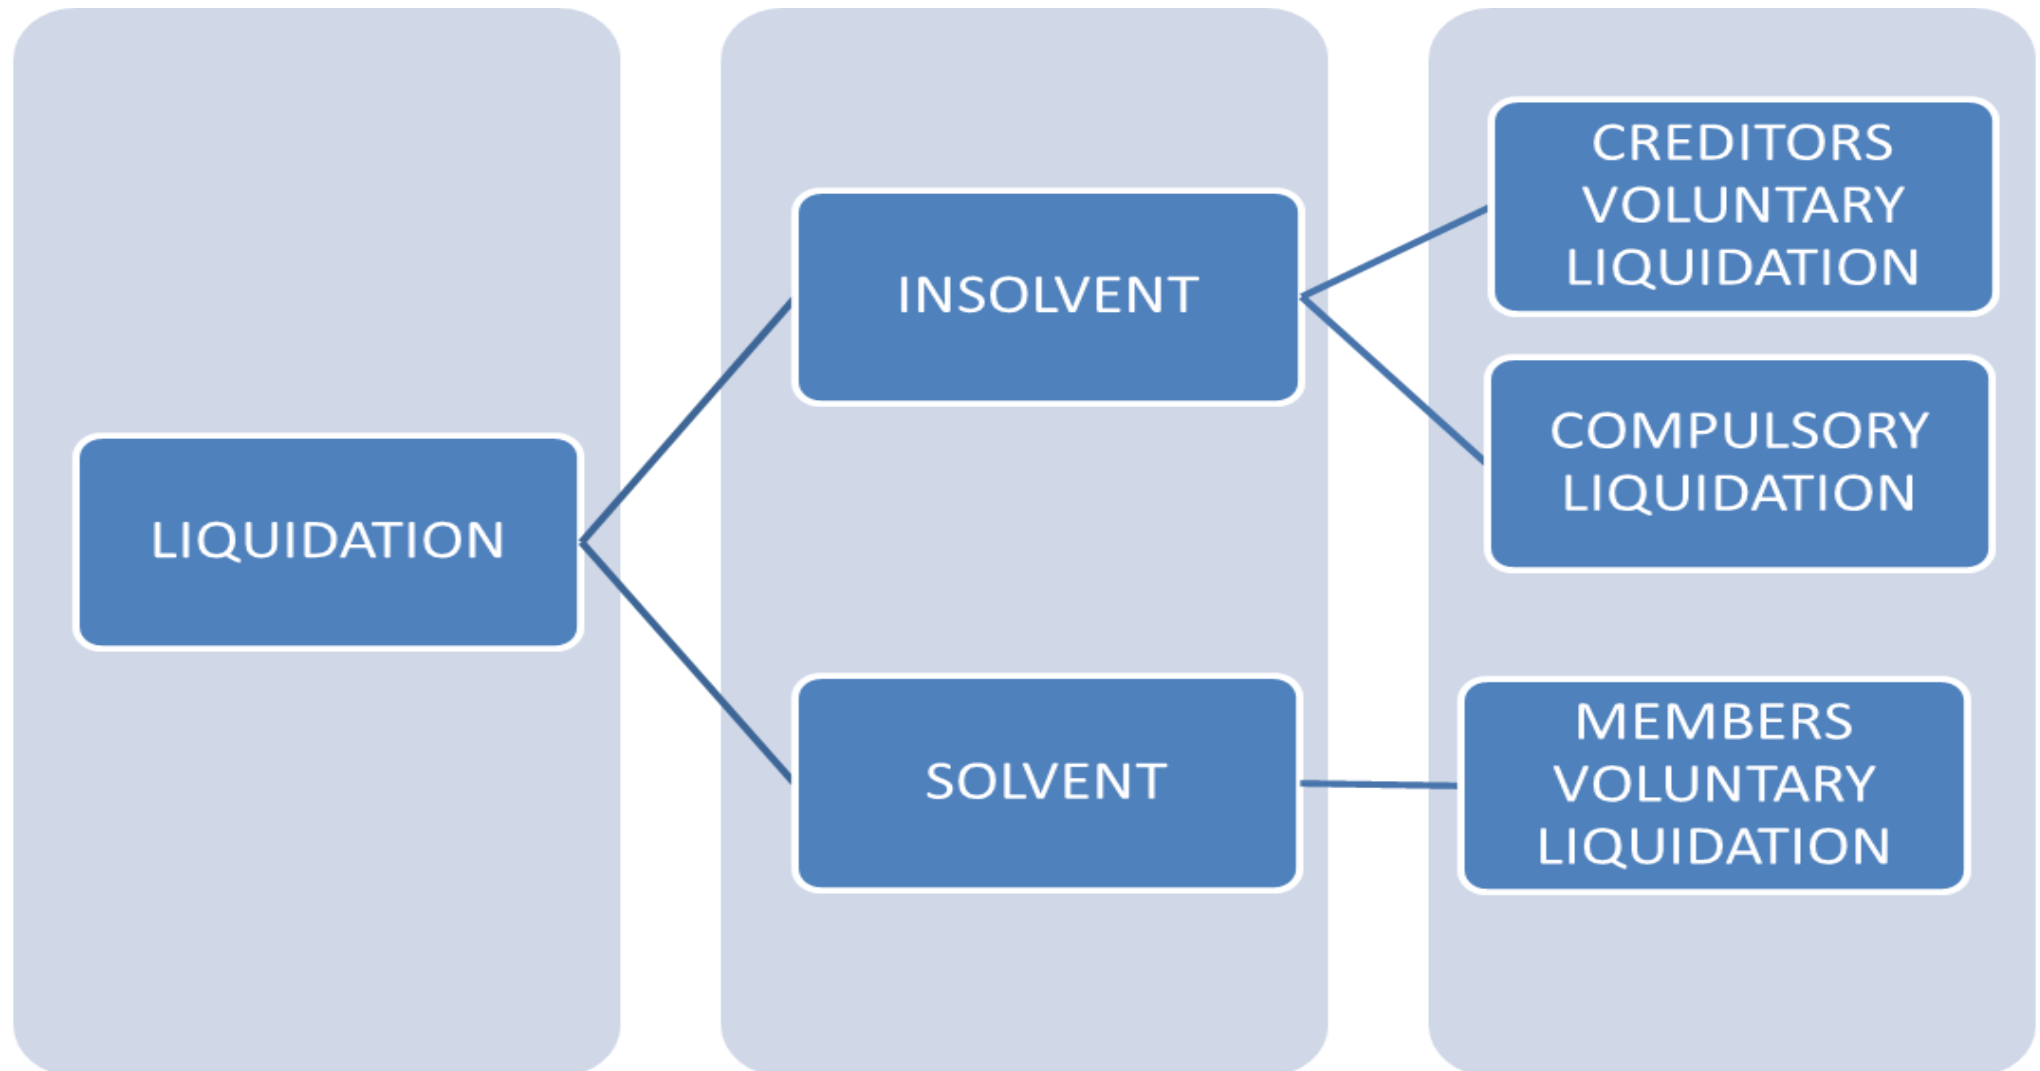 LIQUIDATION
INSOLVENT
SOLVENT
CREDITORS
VOLUNTARY
LIQUIDATION
COMPULSORY
LIQUIDATION
MEMBERS
VOLUNTARY
LIQUIDATION